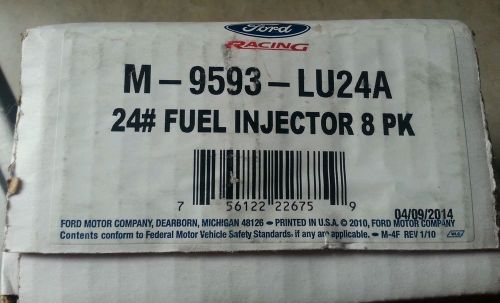 Ford
RACING
M-9593-LU24A
24# FUEL INJECTOR 8 PK
7 56122 22675 9
04/09/2014
FORD MOTOR COMPANY, DEARBORN, MICHIGAN 48126 • PRINTED IN U.S.A. © 2010, FORD MOTOR COMPANY
Contents conform to Federal Motor Vehicle Safety Standards, if any are applicable. • M-4F REV 1/10